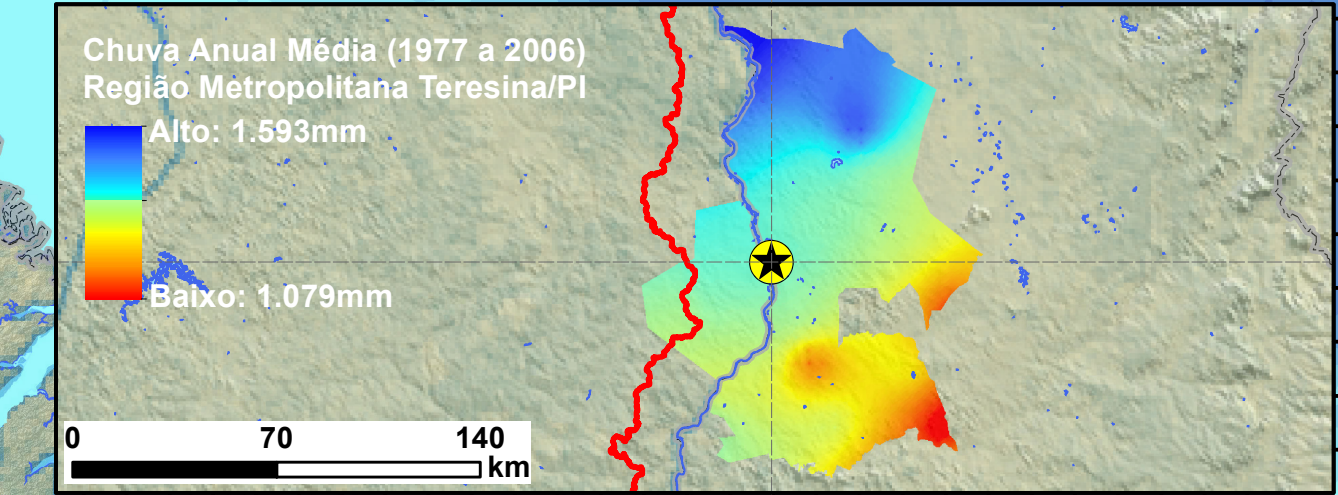 Chuva Anual Média (1977 a 2006)
Região Metropolitana Teresina/PI
Alto: 1.593mm
Baixo: 1.079mm
0 70 140
km